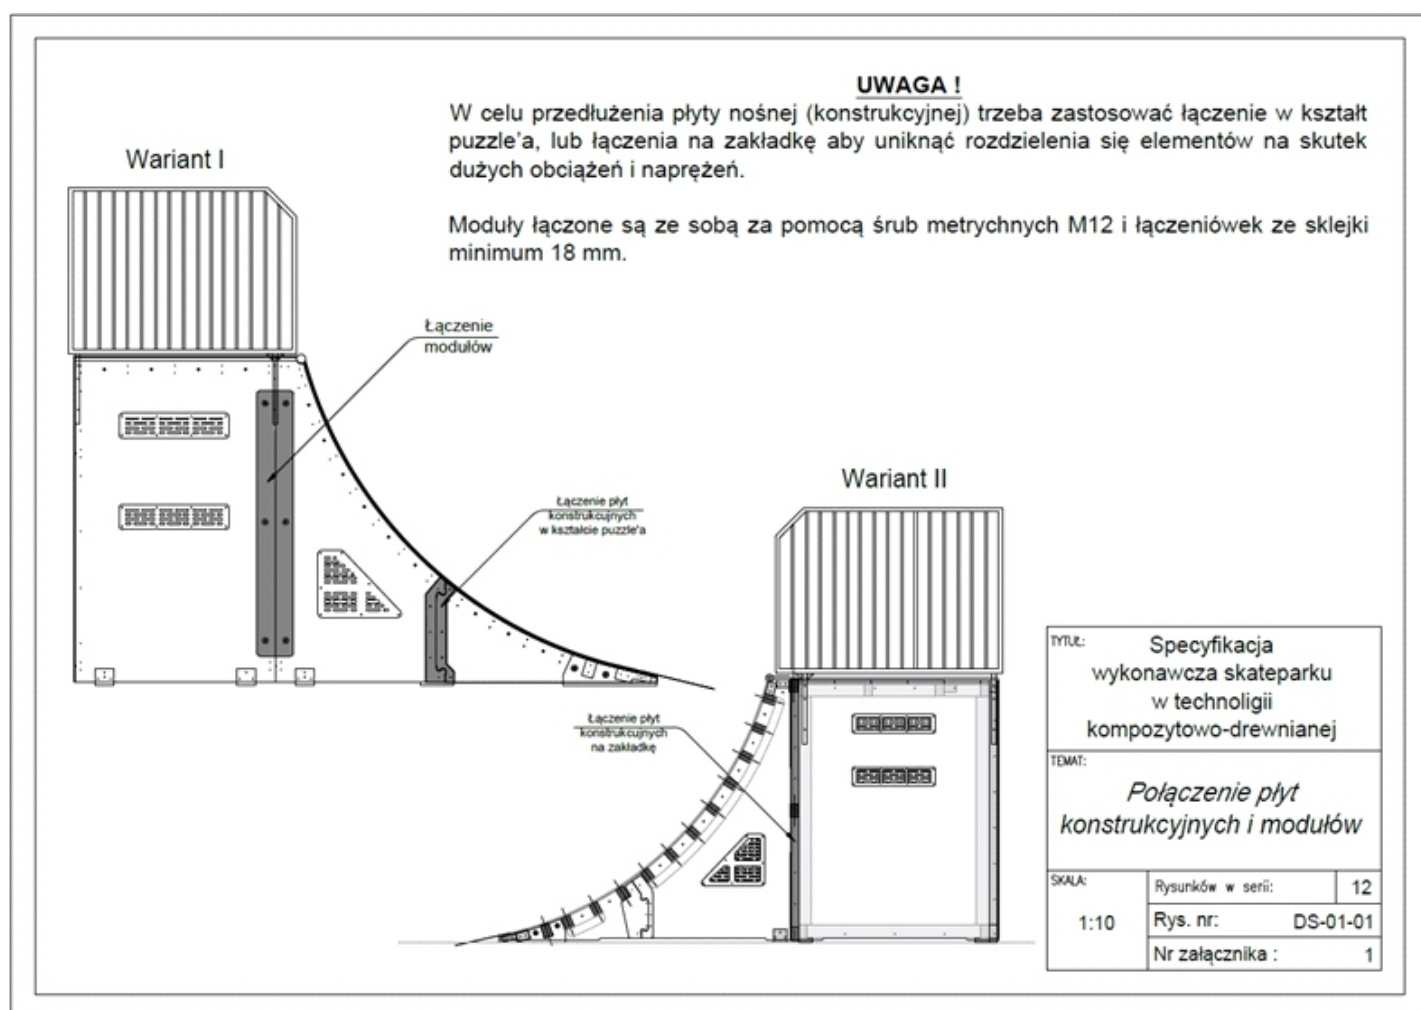 UWAGA !
W celu przedłużenia płyty nośnej (konstrukcyjnej) trzeba zastosować łączenie w kształt
puzzle'a, lub łączenia na zakładkę aby uniknąć rozdzielenia się elementów na skutek
dużych obciążeń i naprężeń.
Moduły łączone są ze sobą za pomocą śrub metrychnych M12 i łączeniówek ze sklejki
minimum 18 mm.
Wariant I
Łączenie
modułów
Łączenie płyt
konstrukcujnych
w kształcie puzzle'a
Wariant II
Łączenie płyt
konstrukcujnych
na zakładkę
TYTUŁ:
Specyfikacja
wykonawcza skateparku
w technoligii
kompozytowo-drewnianej
TEMAT:
Połączenie płyt
konstrukcyjnych i modułów
SKALA:
1:10
Rysunków w serii: 12
Rys. nr: DS-01-01
Nr załącznika : 1